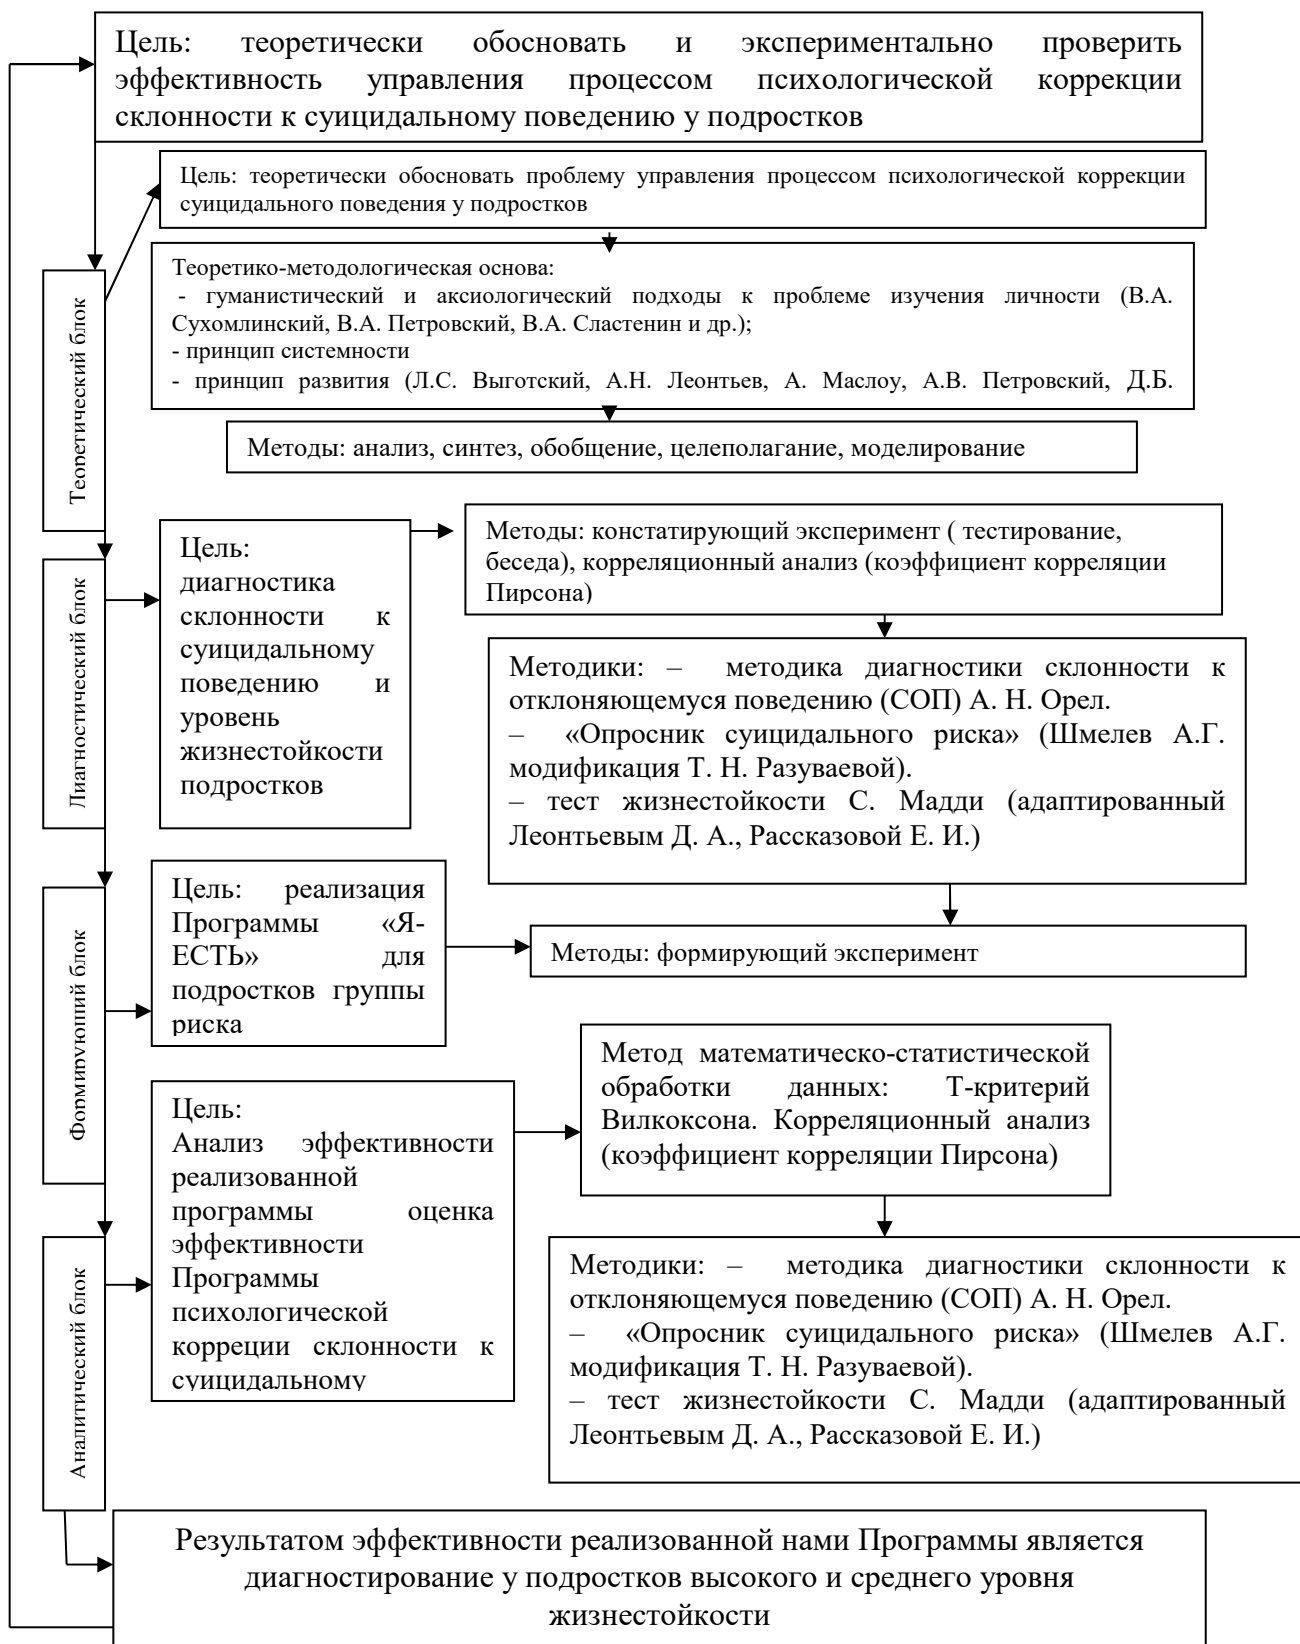 Цель: теоретически обосновать и экспериментально проверить
эффективность управления процессом психологической коррекции
склонности к суицидальному поведению у подростков
Цель: теоретически обосновать проблему управления процессом психологической коррекции
суицидального поведения у подростков
Теоретико-методологическая основа:
- гуманистический и аксиологический подходы к проблеме изучения личности (В.А.
Сухомлинский, В.А. Петровский, В.А. Сластенин и др.);
- принцип системности
- принцип развития (Л.С. Выготский, А.Н. Леонтьев, А. Маслоу, А.В. Петровский, Д.Б.
Методы: анализ, синтез, обобщение, целеполагание, моделирование
Теоретический блок
Диагностический блок
Цель:
диагностика
склонности к
суицидальному
поведению и
уровень
жизнестойкости
подростков
Методы: констатирующий эксперимент ( тестирование,
беседа), корреляционный анализ (коэффициент корреляции
Пирсона)
Методики: – методика диагностики склонности к
отклоняющемуся поведению (СОП) А. Н. Орел.
– «Опросник суицидального риска» (Шмелев А.Г.
модификация Т. Н. Разуваевой).
– тест жизнестойкости С. Мадди (адаптированный
Леонтьевым Д. А., Рассказовой Е. И.)
Формирующий блок
Цель: реализация
Программы «Я-
ЕСТЬ» для
подростков группы
риска
Методы: формирующий эксперимент
Аналитический блок
Цель:
Анализ эффективности
реализованной
программы оценка
эффективности
Программы
психологической
корреции склонности к
суицидальному
Метод математическо-статистической
обработки данных: Т-критерий
Вилкоксона. Корреляционный анализ
(коэффициент корреляции Пирсона)
Методики: – методика диагностики склонности к
отклоняющемуся поведению (СОП) А. Н. Орел.
– «Опросник суицидального риска» (Шмелев А.Г.
модификация Т. Н. Разуваевой).
– тест жизнестойкости С. Мадди (адаптированный
Леонтьевым Д. А., Рассказовой Е. И.)
Результатом эффективности реализованной нами Программы является
диагностирование у подростков высокого и среднего уровня
жизнестойкости